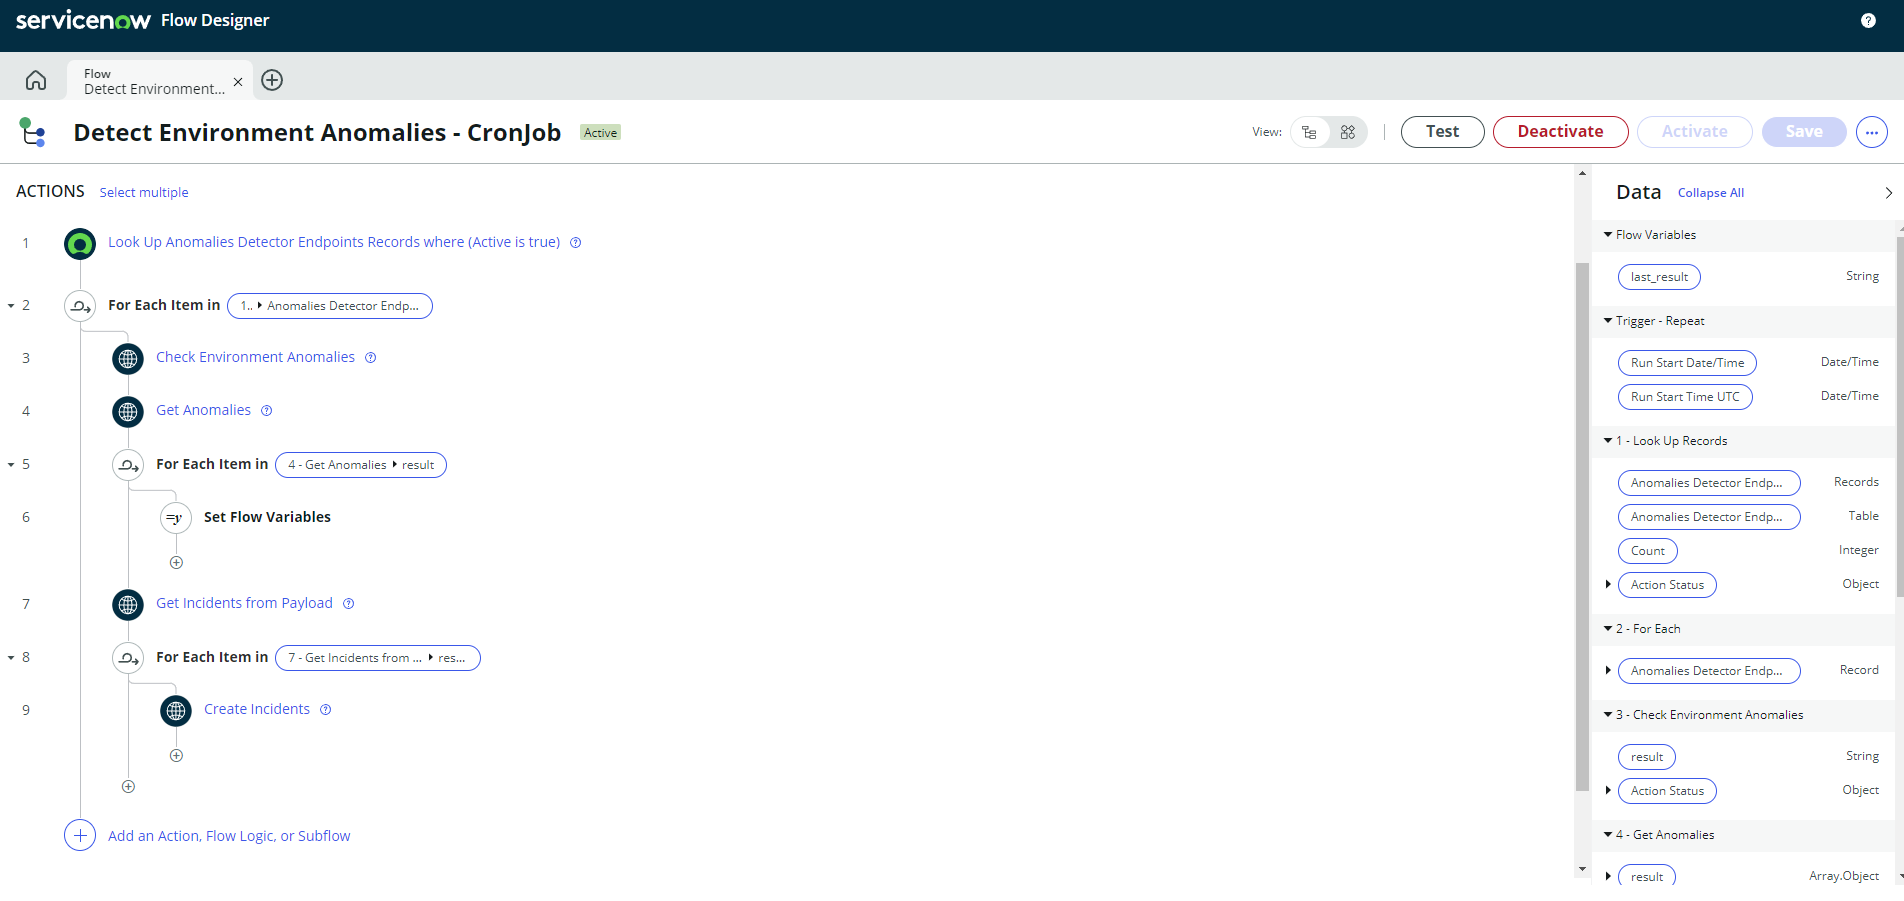 servicenow Flow Designer
Flow
Detect Environment...
Detect Environment Anomalies - CronJob Active
View:
Test
Deactivate
Activate
Save
ACTIONS Select multiple
1 Look Up Anomalies Detector Endpoints Records where (Active is true)
2 For Each Item in 1.. Anomalies Detector Endp...
3 Check Environment Anomalies
4 Get Anomalies
5 For Each Item in 4 - Get Anomalies result
6 =y Set Flow Variables
7 Get Incidents from Payload
8 For Each Item in 7 - Get Incidents from ... res...
9 Create Incidents
Add an Action, Flow Logic, or Subflow
Data Collapse All
Flow Variables
last_result String
Trigger - Repeat
Run Start Date/Time Date/Time
Run Start Time UTC Date/Time
1 - Look Up Records
Anomalies Detector Endp... Records
Anomalies Detector Endp... Table
Count Integer
Action Status Object
2 - For Each
Anomalies Detector Endp... Record
3 - Check Environment Anomalies
result String
Action Status Object
4 - Get Anomalies
result Array.Object